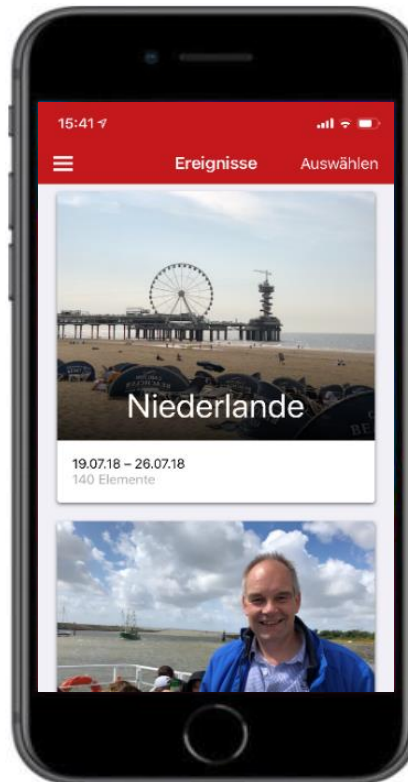 15:41
Ereignisse
Auswählen
Niederlande
19.07.18 – 26.07.18
140 Elemente